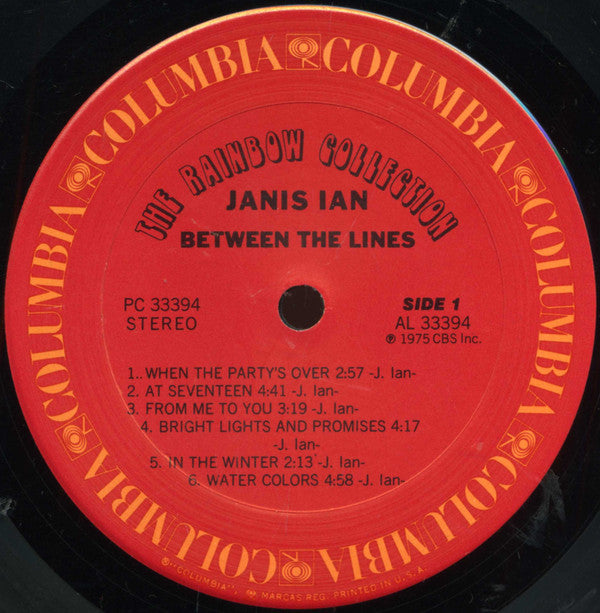 COLUMBIA COLUMBIA COLUMBIA COLUMBIA COLUMBIA COLUMBIA COLUMBIA
THE RAINBOW COLLECTION
JANIS IAN
BETWEEN THE LINES
PC 33394
STEREO
SIDE 1
AL 33394
℗ 1975 CBS Inc.
1. WHEN THE PARTY'S OVER 2:57 -J. Ian-
2. AT SEVENTEEN 4:41 -J. Ian-
3. FROM ME TO YOU 3:19 -J. Ian-
4. BRIGHT LIGHTS AND PROMISES 4:17
-J. Ian-
5. IN THE WINTER 2:13 -J. Ian-
6. WATER COLORS 4:58 -J. Ian-
® "COLUMBIA", MARCAS REG. PRINTED IN U.S.A.